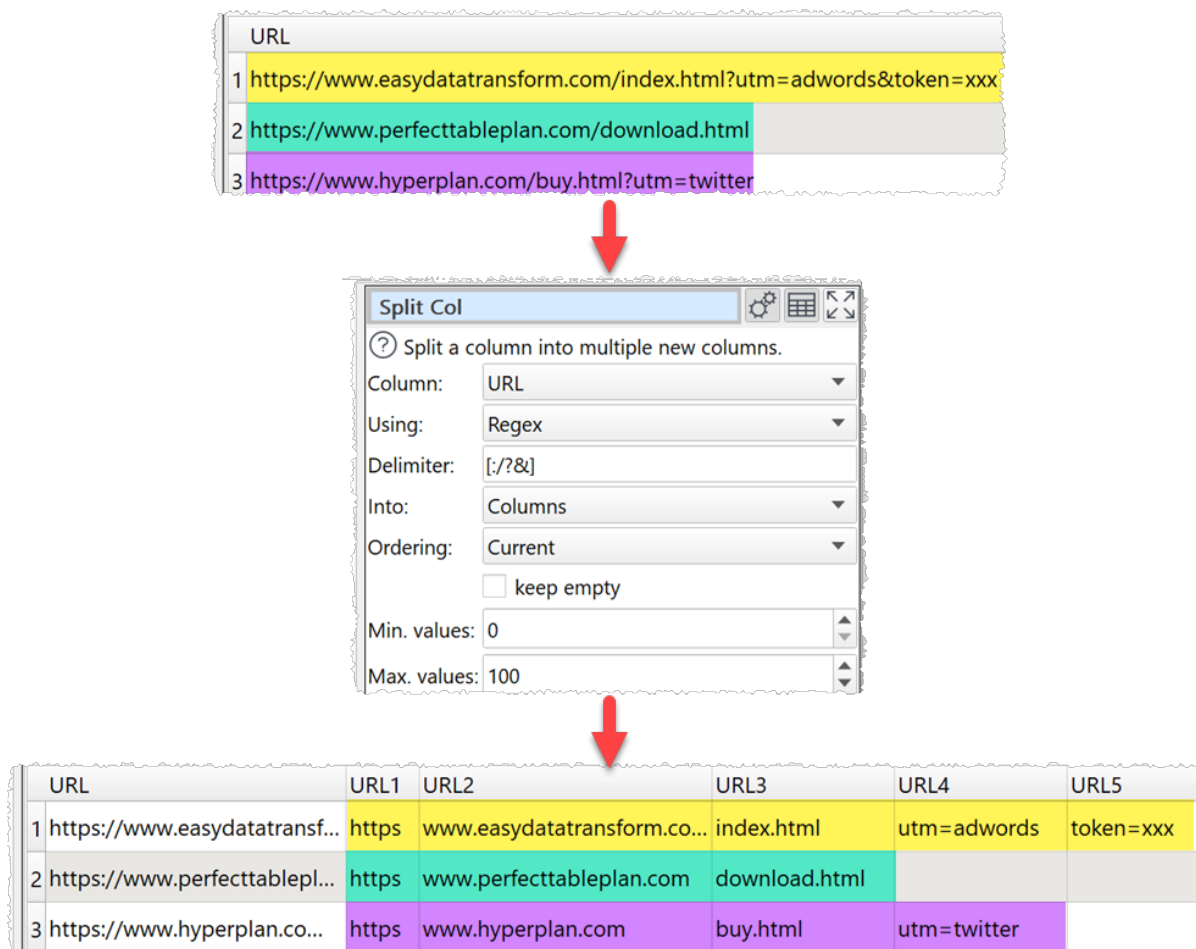 URL
1 https://www.easydatatransform.com/index.html?utm=adwords&token=xxx
2 https://www.perfecttableplan.com/download.html
3 https://www.hyperplan.com/buy.html?utm=twitter
Split Col
? Split a column into multiple new columns.
Column: URL
Using: Regex
Delimiter: [:/?&]
Into: Columns
Ordering: Current
keep empty
Min. values: 0
Max. values: 100
URL URL1 URL2 URL3 URL4 URL5
1 https://www.easydatatransf... https www.easydatatransform.co... index.html utm=adwords token=xxx
2 https://www.perfecttablepl... https www.perfecttableplan.com download.html
3 https://www.hyperplan.co... https www.hyperplan.com buy.html utm=twitter